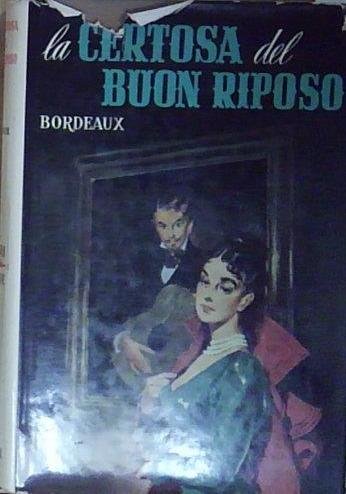 la CERTOSA del
BUON RIPOSO
BORDEAUX